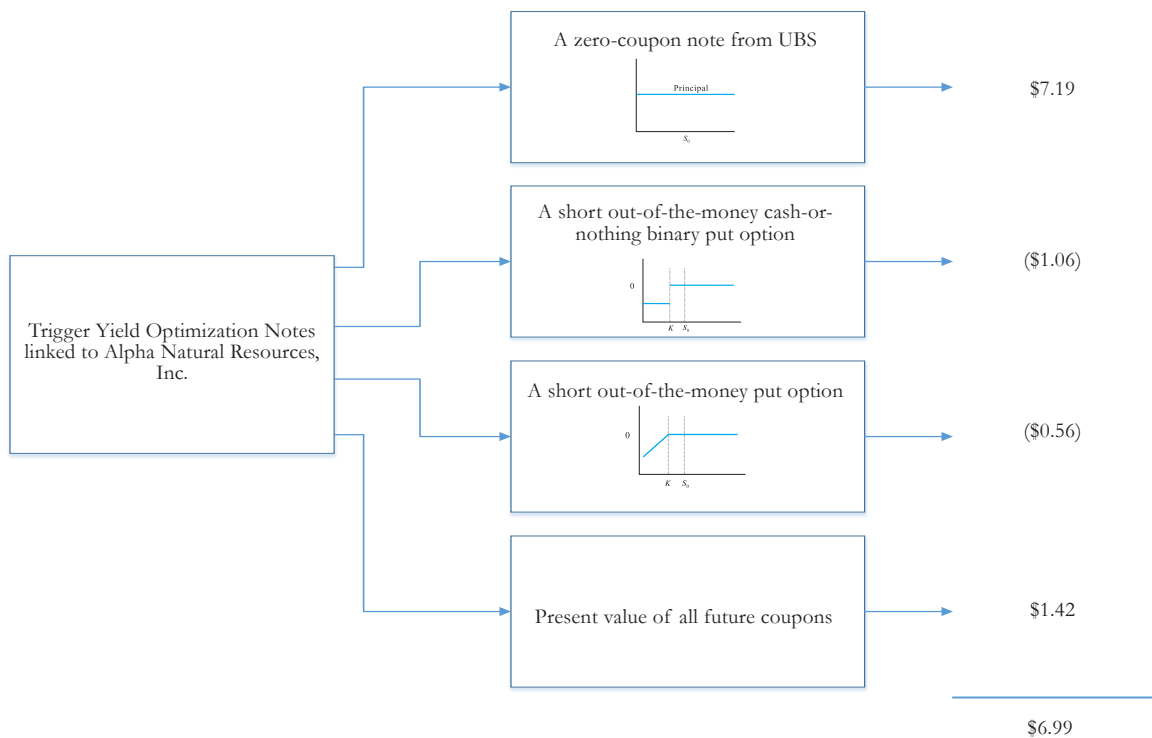 A zero-coupon note from UBS
Principal
S₀
$7.19
A short out-of-the-money cash-or-
nothing binary put option
0
K S₀
($1.06)
Trigger Yield Optimization Notes
linked to Alpha Natural Resources,
Inc.
A short out-of-the-money put option
0
K S₀
($0.56)
Present value of all future coupons
$1.42
$6.99